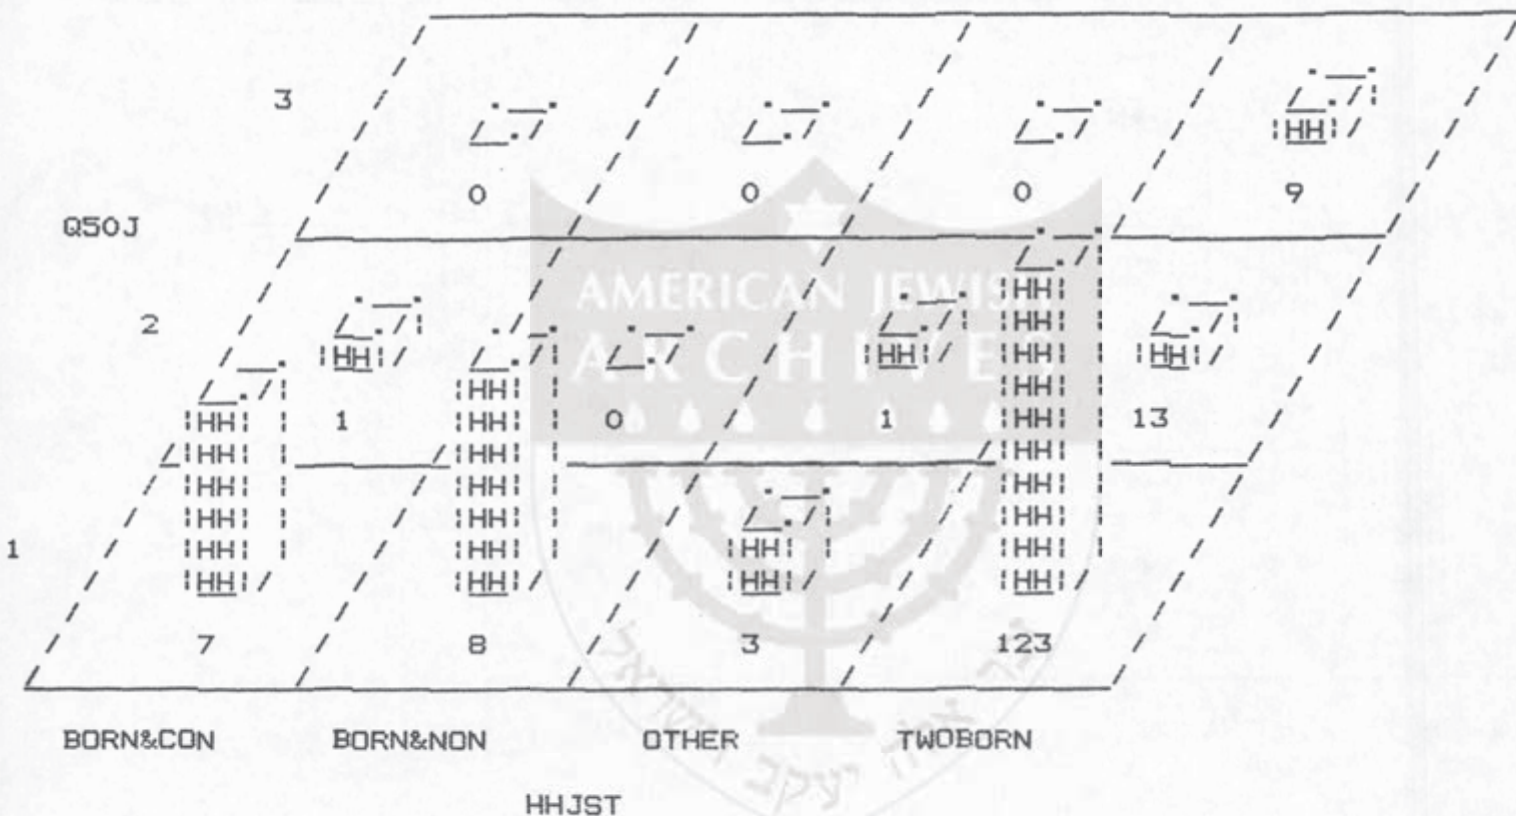 3
0 0 0 9
Q50J
2
AMERICAN JEWISH
ARCHIVES
1 0 1 13
1
7 8 3 123
BORN&CON BORN&NON OTHER TWOBORN
HHJST